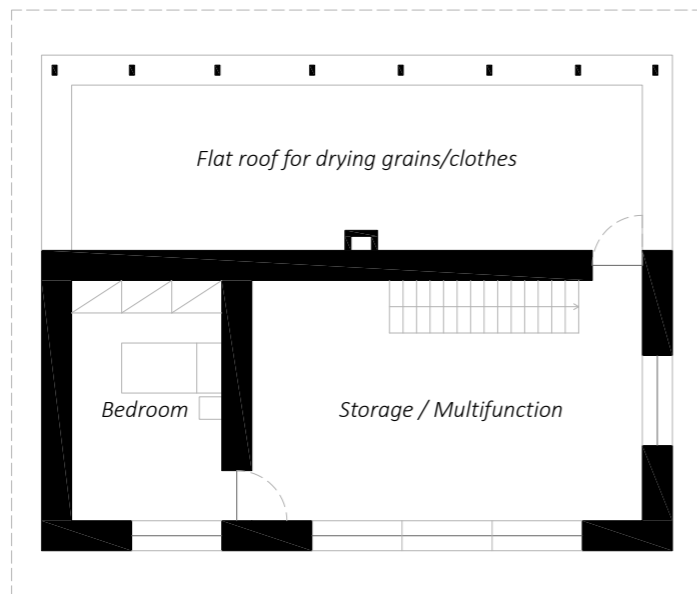 Flat roof for drying grains/clothes
Bedroom
Storage / Multifunction